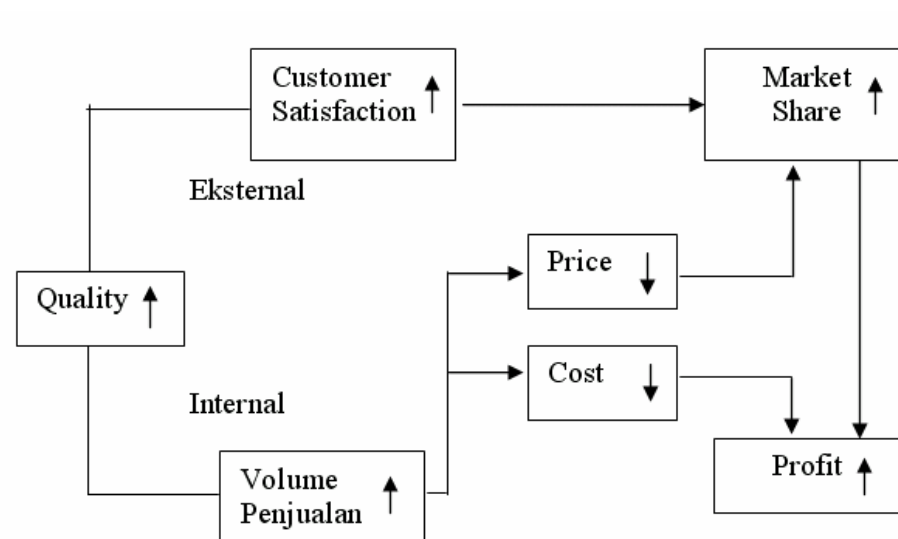 Customer
Satisfaction
Market
Share
Eksternal
Price
Quality
Cost
Internal
Profit
Volume
Penjualan